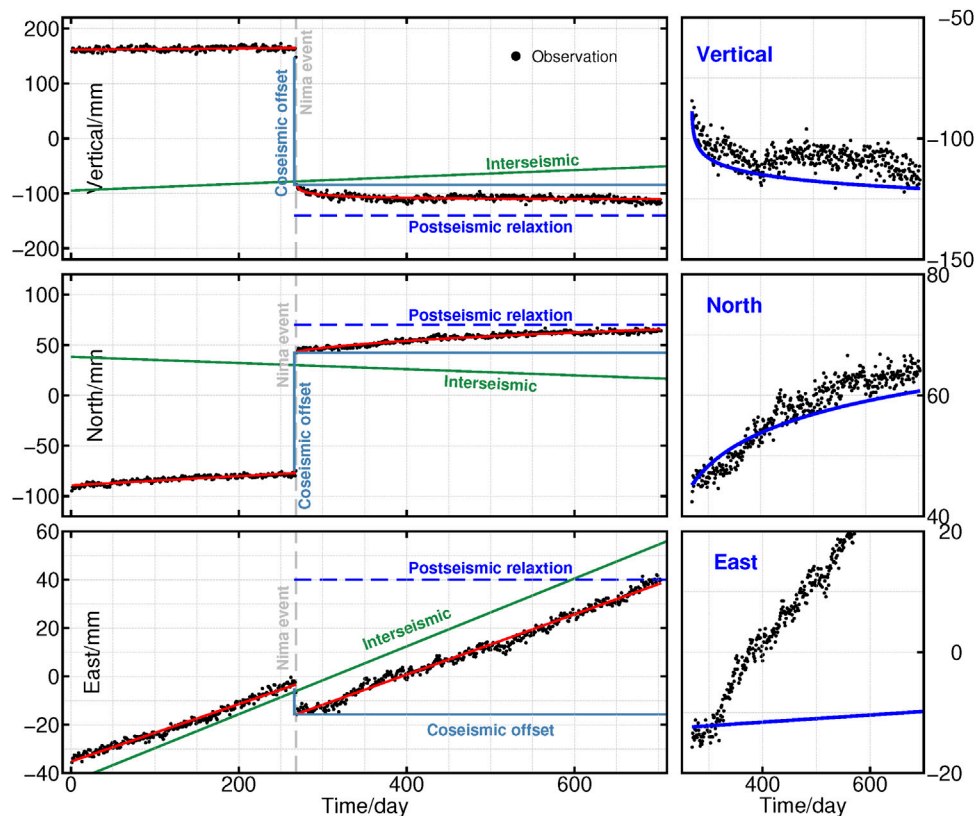 200
100
0
−100
−200
Vertical/mm
Coseismic offset
Nima event
Observation
Interseismic
Postseismic relaxtion
Vertical
−50
−100
−150
100
50
0
−50
−100
North/mm
Nima event
Coseismic offset
Postseismic relaxtion
Interseismic
North
80
60
40
60
40
20
0
−20
−40
East/mm
Nima event
Postseismic relaxtion
Interseismic
Coseismic offset
East
20
0
−20
0
200
400
600
Time/day
400
600
Time/day